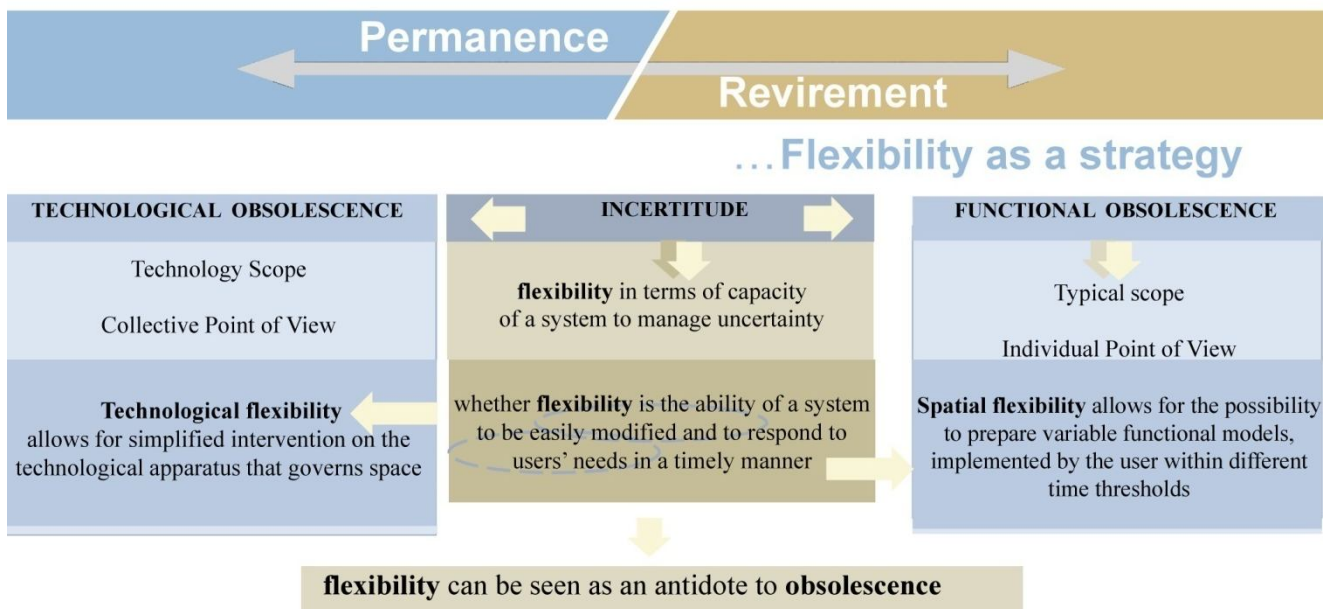 Permanence
Revirement
...Flexibility as a strategy
TECHNOLOGICAL OBSOLESCENCE
Technology Scope
Collective Point of View
Technological flexibility
allows for simplified intervention on the
technological apparatus that governs space
INCERTITUDE
flexibility in terms of capacity
of a system to manage uncertainty
whether flexibility is the ability of a system
to be easily modified and to respond to
users’ needs in a timely manner
FUNCTIONAL OBSOLESCENCE
Typical scope
Individual Point of View
Spatial flexibility allows for the possibility
to prepare variable functional models,
implemented by the user within different
time thresholds
flexibility can be seen as an antidote to obsolescence